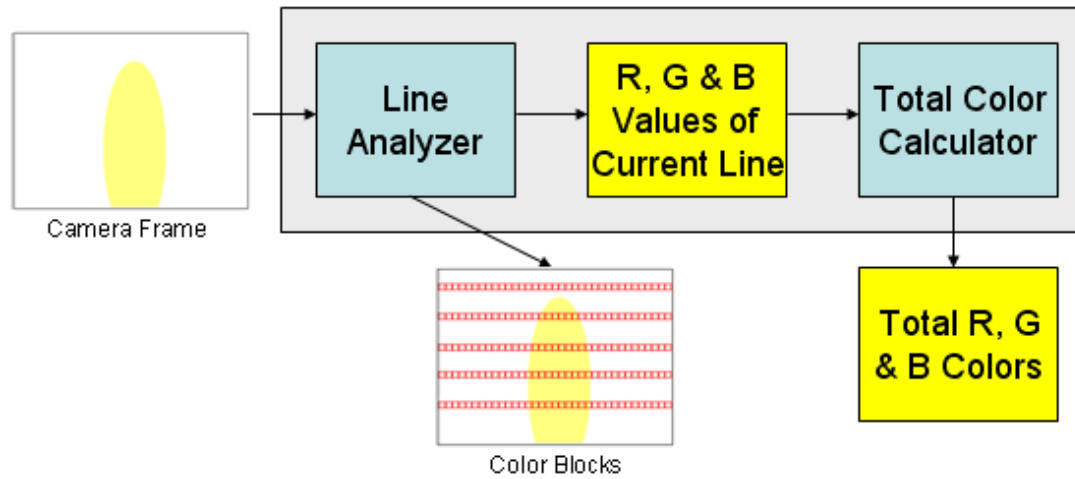 Camera Frame
Line
Analyzer
R, G & B
Values of
Current Line
Total Color
Calculator
Color Blocks
Total R, G
& B Colors